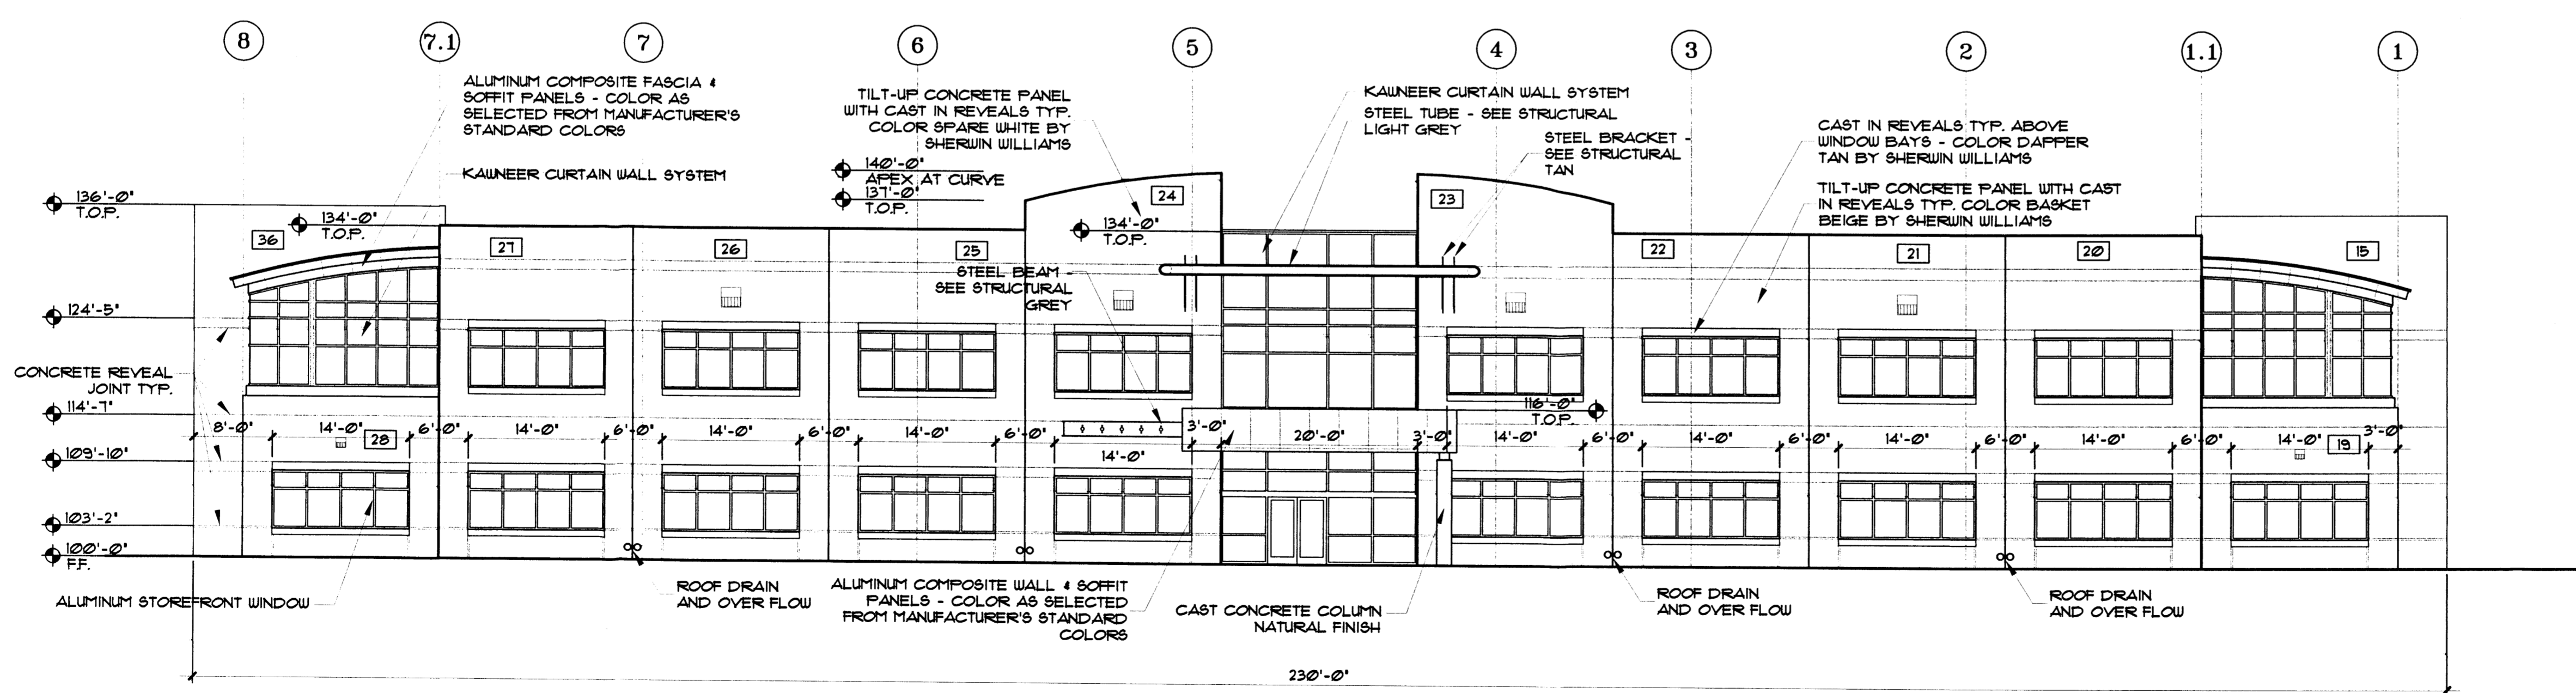 8
7.1
7
6
5
4
3
2
1.1
1
ALUMINUM COMPOSITE FASCIA &
SOFFIT PANELS - COLOR AS
SELECTED FROM MANUFACTURER'S
STANDARD COLORS
KAWNEER CURTAIN WALL SYSTEM
TILT-UP CONCRETE PANEL
WITH CAST IN REVEALS TYP.
COLOR SPARE WHITE BY
SHERWIN WILLIAMS
140'-0"
APEX AT CURVE
137'-0"
T.O.P.
KAWNEER CURTAIN WALL SYSTEM
STEEL TUBE - SEE STRUCTURAL
LIGHT GREY
STEEL BRACKET -
SEE STRUCTURAL
TAN
CAST IN REVEALS TYP. ABOVE
WINDOW BAYS - COLOR DAPPER
TAN BY SHERWIN WILLIAMS
TILT-UP CONCRETE PANEL WITH CAST
IN REVEALS TYP. COLOR BASKET
BEIGE BY SHERWIN WILLIAMS
136'-0"
T.O.P.
134'-0"
T.O.P.
134'-0"
T.O.P.
36
27
26
25
24
23
22
21
20
15
STEEL BEAM -
SEE STRUCTURAL
GREY
124'-5"
CONCRETE REVEAL
JOINT TYP.
114'-7"
116'-0"
T.O.P.
8'-0"
14'-0"
6'-0"
14'-0"
6'-0"
14'-0"
6'-0"
14'-0"
6'-0"
14'-0"
3'-0"
20'-0"
3'-0"
14'-0"
6'-0"
14'-0"
6'-0"
14'-0"
6'-0"
14'-0"
6'-0"
14'-0"
3'-0"
28
19
109'-10"
103'-2"
100'-0"
F.F.
ALUMINUM STOREFRONT WINDOW
ROOF DRAIN
AND OVER FLOW
ALUMINUM COMPOSITE WALL & SOFFIT
PANELS - COLOR AS SELECTED
FROM MANUFACTURER'S STANDARD
COLORS
CAST CONCRETE COLUMN
NATURAL FINISH
ROOF DRAIN
AND OVER FLOW
ROOF DRAIN
AND OVER FLOW
230'-0"